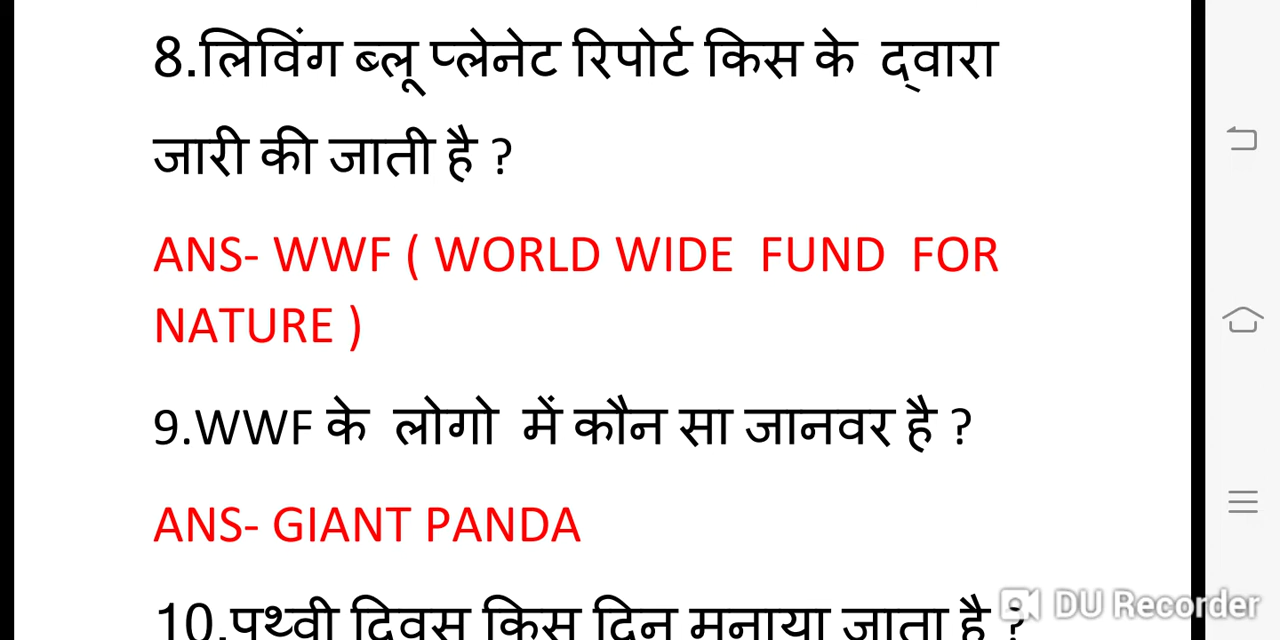 8.लिविंग ब्लू प्लेनेट रिपोर्ट किस के द्वारा
जारी की जाती है ?
ANS- WWF ( WORLD WIDE FUND FOR
NATURE )
9.WWF के लोगो में कौन सा जानवर है ?
ANS- GIANT PANDA
10.पृथ्वी दिवस किस दिन मनाया जाता है ?
DU Recorder